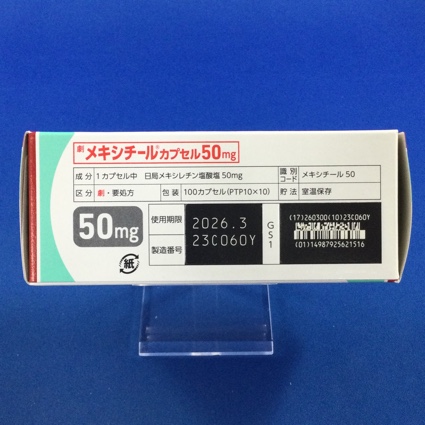 劇 メキシチール®カプセル50mg
成分 1カプセル中 日局メキシレチン塩酸塩 50mg 識別コード メキシチール 50
区分 劇・要処方 包装 100カプセル(PTP10×10) 貯法 室温保存
50mg
使用期限 2026.3
製造番号 23C060Y
GS1
(17)260300(10)23C060Y
(01)14987925621516
紙